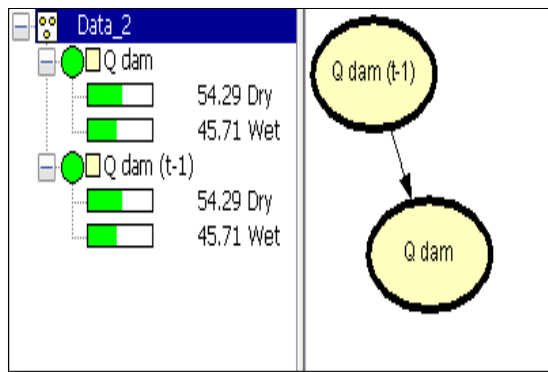 Data_2
Q dam
54.29 Dry
45.71 Wet
Q dam (t-1)
54.29 Dry
45.71 Wet
Q dam (t-1)
Q dam